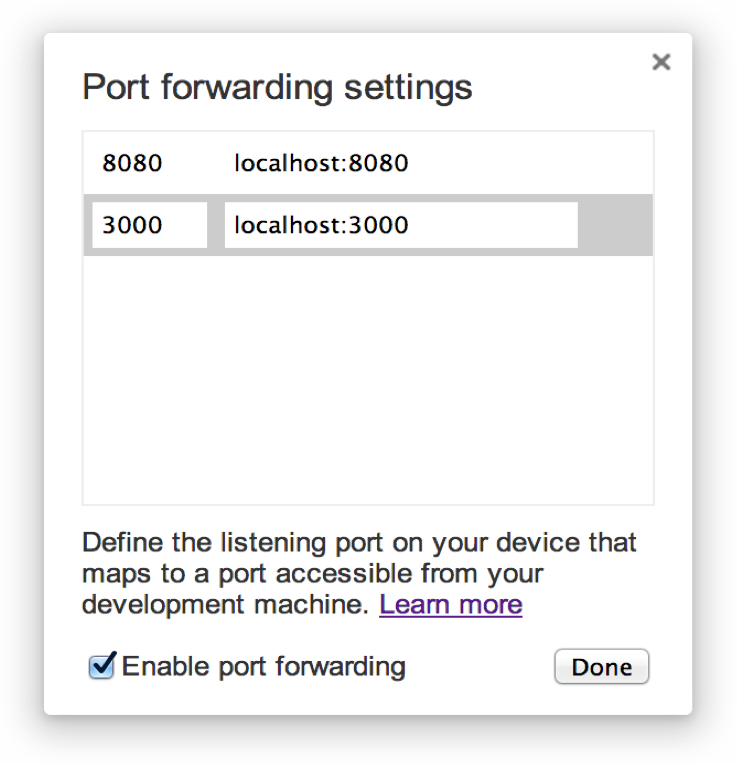 Port forwarding settings
8080 localhost:8080
3000 localhost:3000
Define the listening port on your device that
maps to a port accessible from your
development machine. Learn more
Enable port forwarding Done